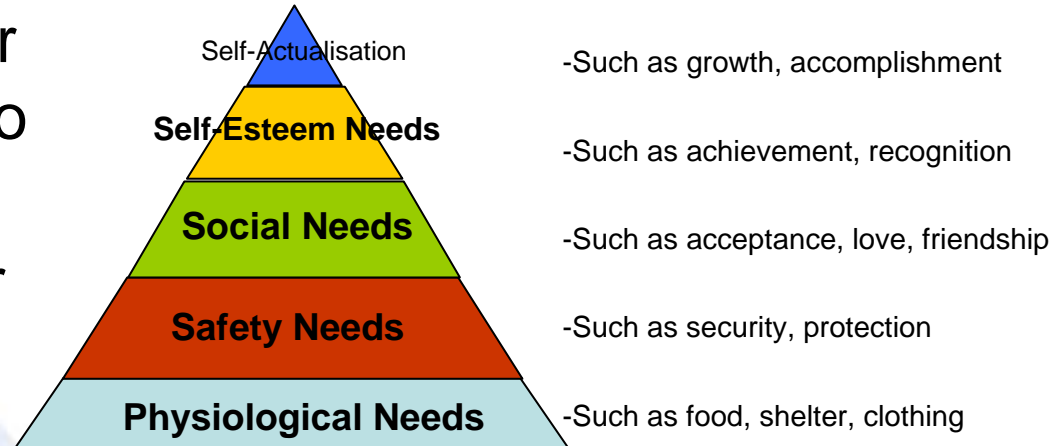 r
Self-Actualisation
-Such as growth, accomplishment
o
Self-Esteem Needs
-Such as achievement, recognition
Social Needs
-Such as acceptance, love, friendship
r
Safety Needs
-Such as security, protection
Physiological Needs
-Such as food, shelter, clothing